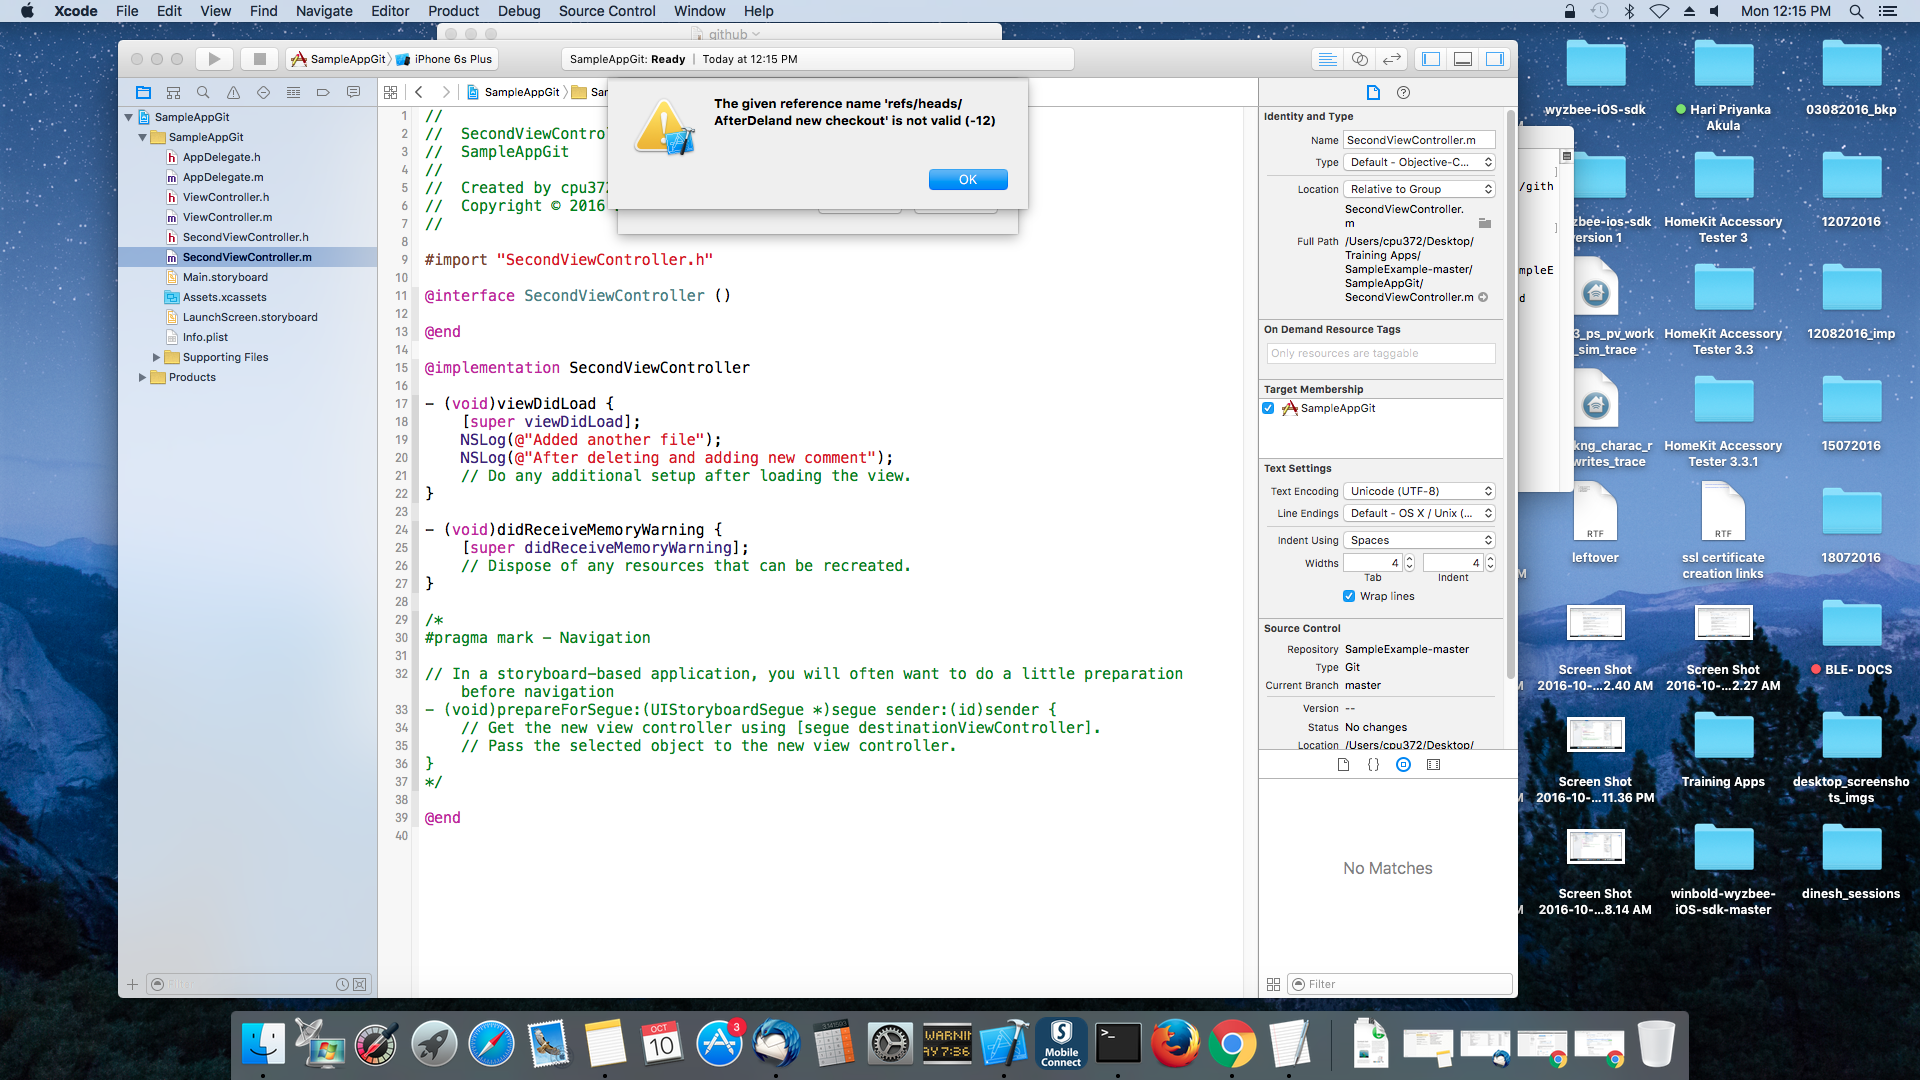 Xcode File Edit View Find Navigate Editor Product Debug Source Control Window Help
Mon 12:15 PM
github
SampleAppGit iPhone 6s Plus
SampleAppGit: Ready | Today at 12:15 PM
SampleAppGit
SampleAppGit
AppDelegate.h
AppDelegate.m
ViewController.h
ViewController.m
SecondViewController.h
SecondViewController.m
Main.storyboard
Assets.xcassets
LaunchScreen.storyboard
Info.plist
Supporting Files
Products
Filter
SampleAppGit
The given reference name 'refs/heads/
AfterDeland new checkout' is not valid (-12)
OK
1 //
2 // SecondViewContro
3 // SampleAppGit
4 //
5 // Created by cpu372
6 // Copyright © 2016
7 //
8
9 #import "SecondViewController.h"
10
11 @interface SecondViewController ()
12
13 @end
14
15 @implementation SecondViewController
16
17 - (void)viewDidLoad {
18 [super viewDidLoad];
19 NSLog(@"Added another file");
20 NSLog(@"After deleting and adding new comment");
21 // Do any additional setup after loading the view.
22 }
23
24 - (void)didReceiveMemoryWarning {
25 [super didReceiveMemoryWarning];
26 // Dispose of any resources that can be recreated.
27 }
28
29 /*
30 #pragma mark - Navigation
31
32 // In a storyboard-based application, you will often want to do a little preparation
before navigation
33 - (void)prepareForSegue:(UIStoryboardSegue *)segue sender:(id)sender {
34 // Get the new view controller using [segue destinationViewController].
35 // Pass the selected object to the new view controller.
36 }
37 */
38
39 @end
40
Identity and Type
Name SecondViewController.m
Type Default - Objective-C...
Location Relative to Group
SecondViewController.
m
Full Path /Users/cpu372/Desktop/
Training Apps/
SampleExample-master/
SampleAppGit/
SecondViewController.m
On Demand Resource Tags
Only resources are taggable
Target Membership
SampleAppGit
Text Settings
Text Encoding Unicode (UTF-8)
Line Endings Default - OS X / Unix (...
Indent Using Spaces
Widths 4 4
Tab Indent
Wrap lines
Source Control
Repository SampleExample-master
Type Git
Current Branch master
Version --
Status No changes
Location /Users/cpu372/Desktop/
No Matches
Filter
/gith
mpleE
d
wyzbee-iOS-sdk
Hari Priyanka
Akula
03082016_bkp
zbee-ios-sdk
ersion 1
HomeKit Accessory
Tester 3
12072016
3_ps_pv_work
_sim_trace
HomeKit Accessory
Tester 3.3
12082016_imp
kng_charac_r
writes_trace
HomeKit Accessory
Tester 3.3.1
15072016
RTF
leftover
RTF
ssl certificate
creation links
18072016
Screen Shot
2016-10-...2.40 AM
Screen Shot
2016-10-...2.27 AM
BLE- DOCS
Screen Shot
2016-10-...11.36 PM
Training Apps
desktop_screensho
ts_imgs
Screen Shot
2016-10-...8.14 AM
winbold-wyzbee-
iOS-sdk-master
dinesh_sessions
OCT
10
3
WARNIN
AY 7:36
S
Mobile
Connect